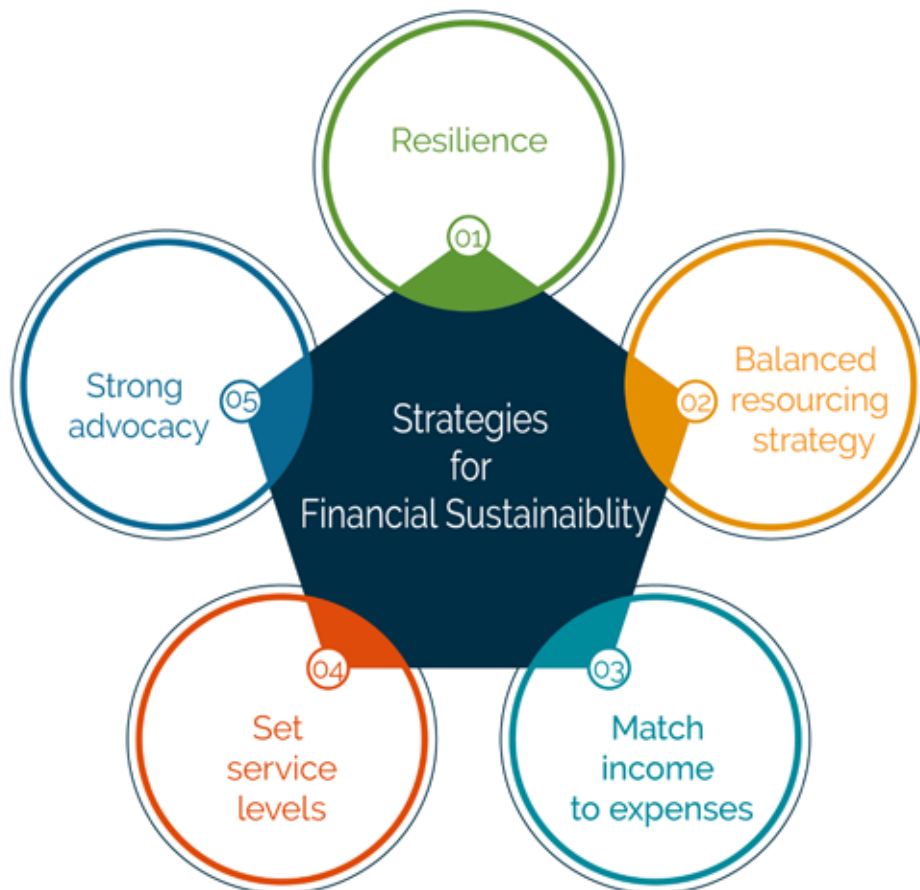 Resilience
01
Balanced
resourcing
strategy
02
Match
income
to expenses
03
Set
service
levels
04
Strong
advocacy
05
Strategies
for
Financial Sustainaiblity